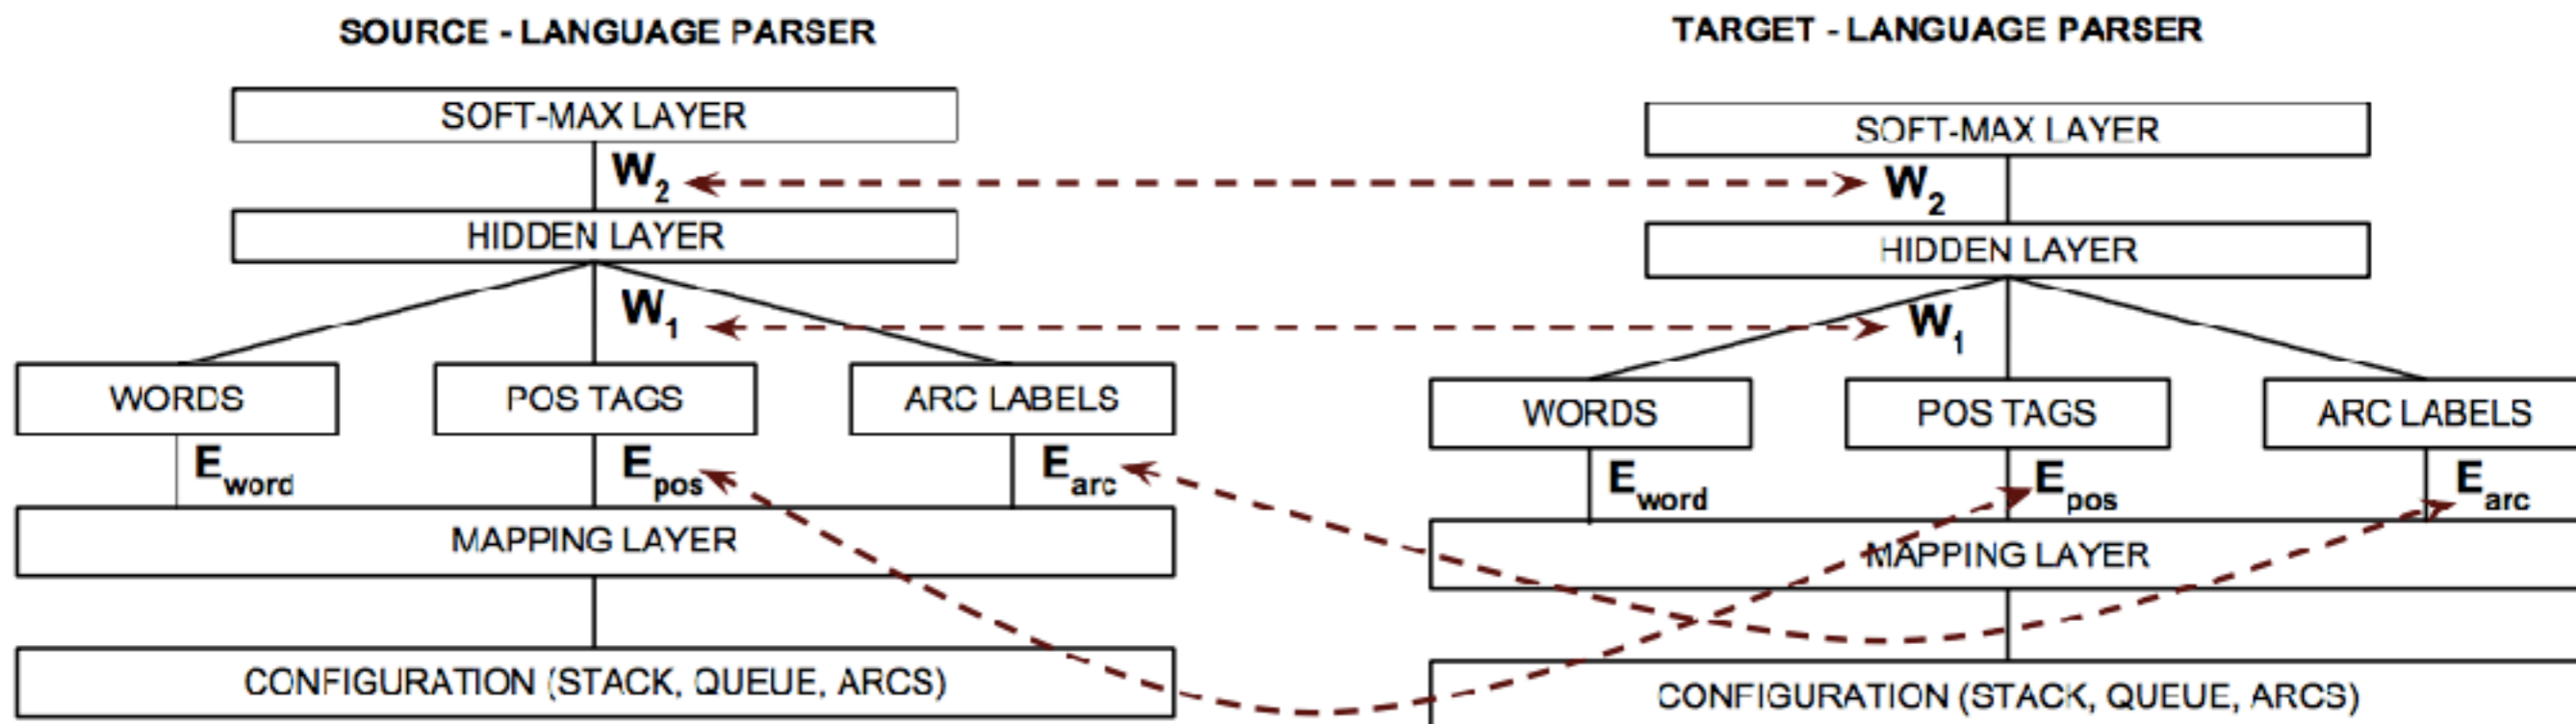 SOURCE - LANGUAGE PARSER
SOFT-MAX LAYER
W2
HIDDEN LAYER
W1
WORDS
POS TAGS
ARC LABELS
Eword
Epos
Earc
MAPPING LAYER
CONFIGURATION (STACK, QUEUE, ARCS)
TARGET - LANGUAGE PARSER
SOFT-MAX LAYER
W2
HIDDEN LAYER
W1
WORDS
POS TAGS
ARC LABELS
Eword
Epos
Earc
MAPPING LAYER
CONFIGURATION (STACK, QUEUE, ARCS)